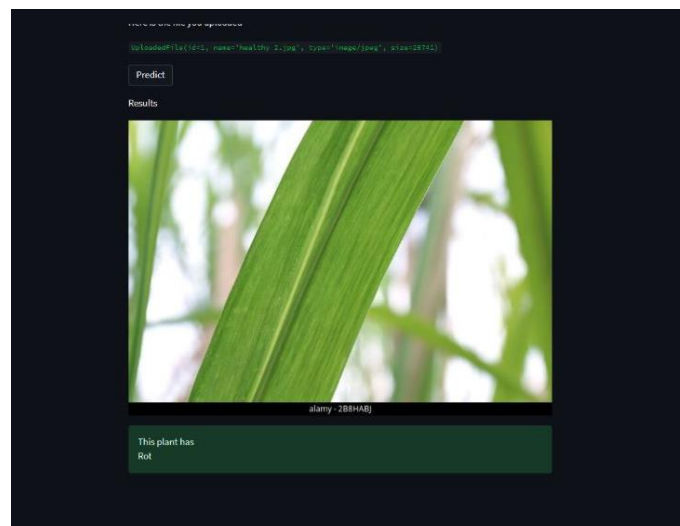 Here is the file you uploaded
UploadedFile(id=1, name='healthy 2.jpg', type='image/jpeg', size=28741)
Predict
Results
alamy - 2B8HABJ
This plant has
Rot